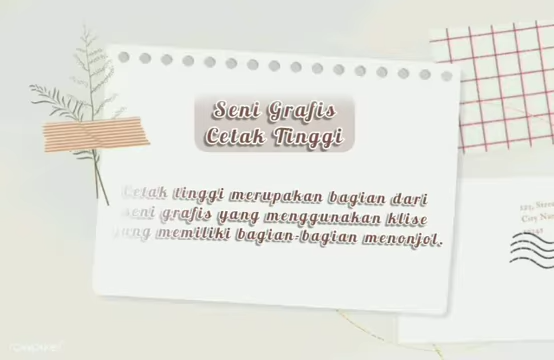 Seni Grafis
Cetak Tinggi
Cetak tinggi merupakan bagian dari
seni grafis yang menggunakan klise
yang memiliki bagian-bagian menonjol.